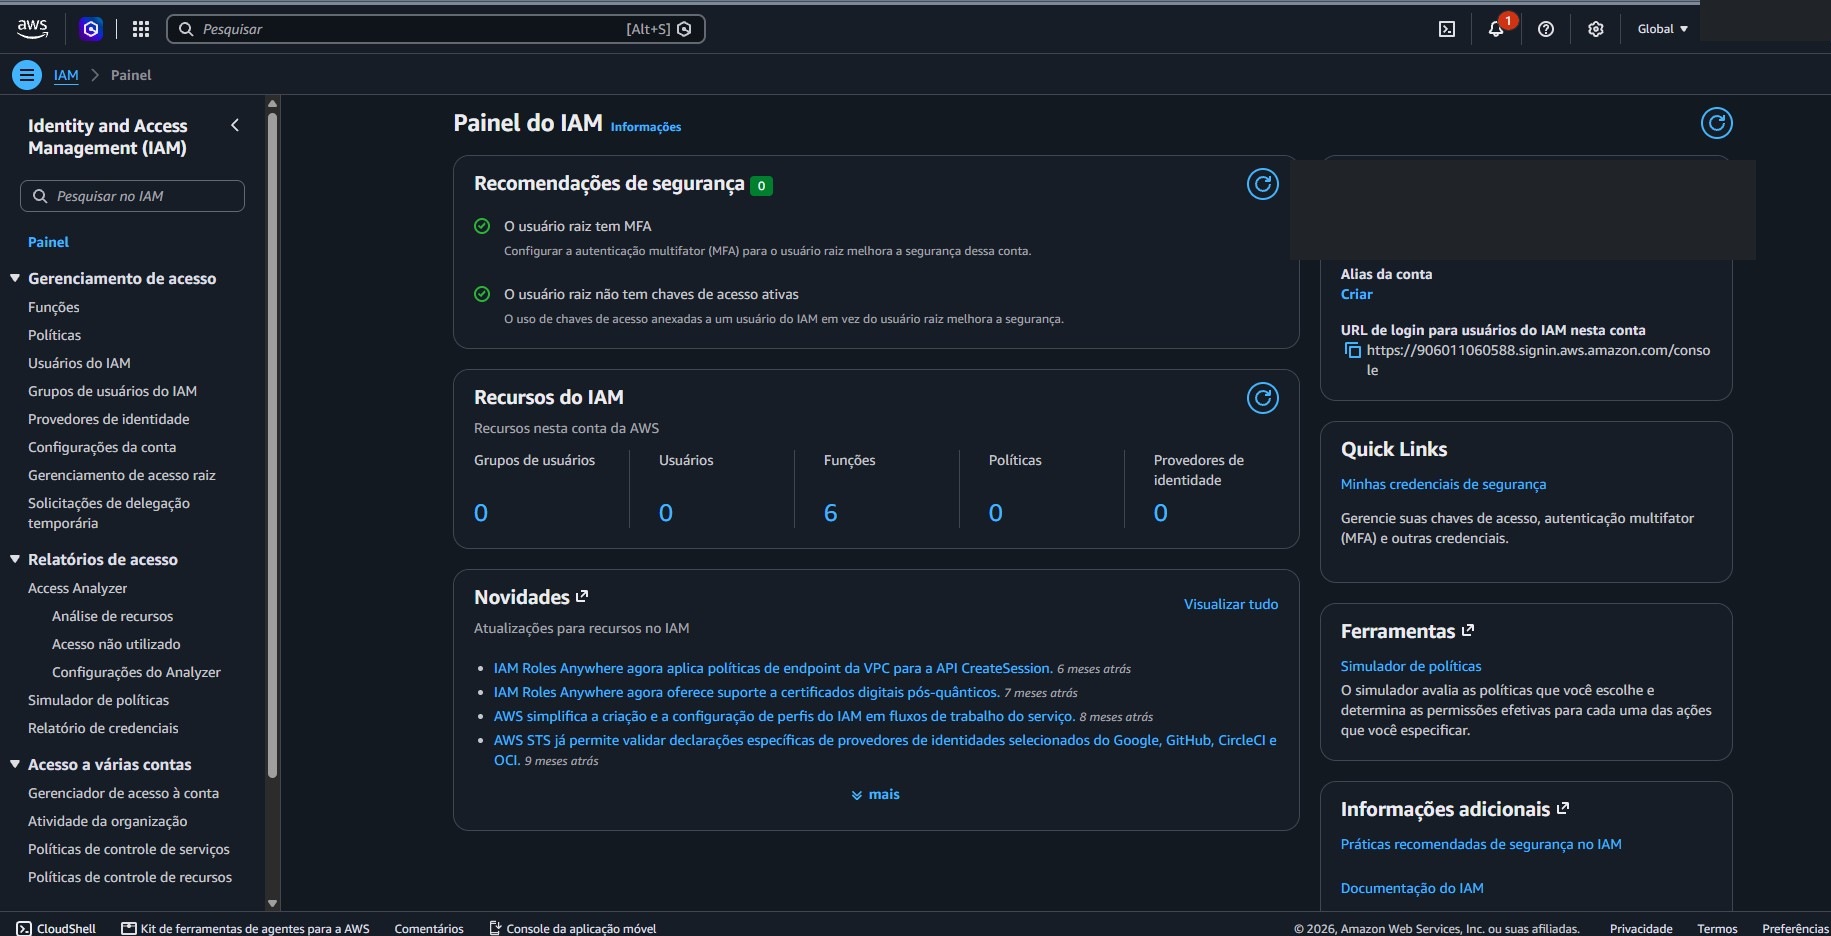 aws
Pesquisar
[Alt+S]
1
Global
IAM
Painel
Identity and Access
Management (IAM)
Pesquisar no IAM
Painel
Gerenciamento de acesso
Funções
Políticas
Usuários do IAM
Grupos de usuários do IAM
Provedores de identidade
Configurações da conta
Gerenciamento de acesso raiz
Solicitações de delegação
temporária
Relatórios de acesso
Access Analyzer
Análise de recursos
Acesso não utilizado
Configurações do Analyzer
Simulador de políticas
Relatório de credenciais
Acesso a várias contas
Gerenciador de acesso à conta
Atividade da organização
Políticas de controle de serviços
Políticas de controle de recursos
Painel do IAM Informações
Recomendações de segurança 0
O usuário raiz tem MFA
Configurar a autenticação multifator (MFA) para o usuário raiz melhora a segurança dessa conta.
O usuário raiz não tem chaves de acesso ativas
O uso de chaves de acesso anexadas a um usuário do IAM em vez do usuário raiz melhora a segurança.
Recursos do IAM
Recursos nesta conta da AWS
Grupos de usuários
0
Usuários
0
Funções
6
Políticas
0
Provedores de
identidade
0
Novidades
Visualizar tudo
Atualizações para recursos no IAM
IAM Roles Anywhere agora aplica políticas de endpoint da VPC para a API CreateSession. 6 meses atrás
IAM Roles Anywhere agora oferece suporte a certificados digitais pós-quânticos. 7 meses atrás
AWS simplifica a criação e a configuração de perfis do IAM em fluxos de trabalho do serviço. 8 meses atrás
AWS STS já permite validar declarações específicas de provedores de identidades selecionados do Google, GitHub, CircleCI e
OCI. 9 meses atrás
mais
Alias da conta
Criar
URL de login para usuários do IAM nesta conta
https://906011060588.signin.aws.amazon.com/conso
le
Quick Links
Minhas credenciais de segurança
Gerencie suas chaves de acesso, autenticação multifator
(MFA) e outras credenciais.
Ferramentas
Simulador de políticas
O simulador avalia as políticas que você escolhe e
determina as permissões efetivas para cada uma das ações
que você especificar.
Informações adicionais
Práticas recomendadas de segurança no IAM
Documentação do IAM
CloudShell
Kit de ferramentas de agentes para a AWS
Comentários
Console da aplicação móvel
© 2026, Amazon Web Services, Inc. ou suas afiliadas.
Privacidade
Termos
Preferências